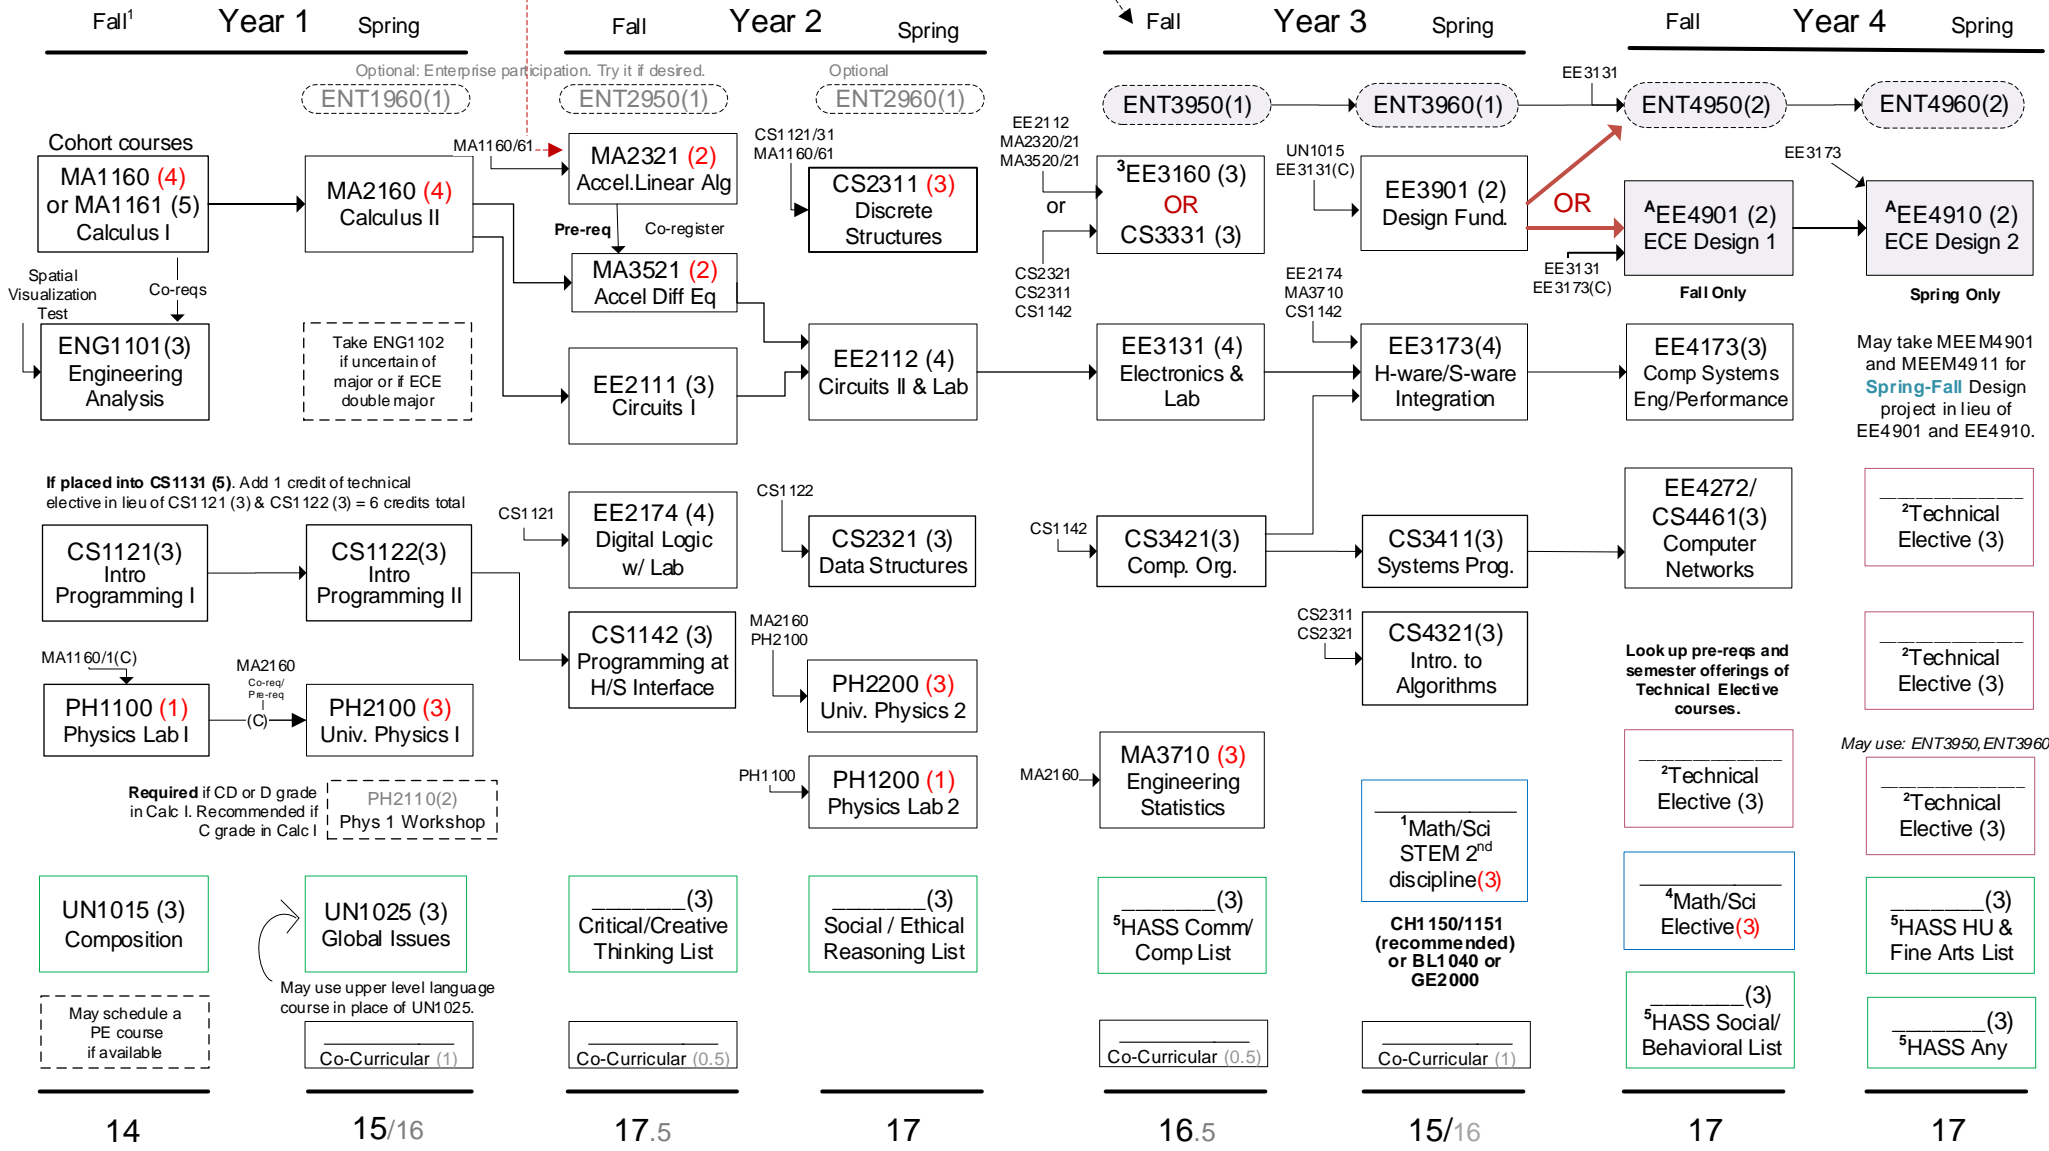 Fall¹ Year 1 Spring
Fall Year 2 Spring
Fall Year 3 Spring
Fall Year 4 Spring
Optional: Enterprise participation. Try it if desired.
Optional
ENT1960(1)
ENT2950(1)
ENT2960(1)
ENT3950(1)
ENT3960(1)
EE3131
ENT4950(2)
ENT4960(2)
Cohort courses
MA1160 (4)
or MA1161 (5)
Calculus I
MA2160 (4)
Calculus II
MA1160/61
MA2321 (2)
Accel.Linear Alg
Pre-req
Co-register
MA3521 (2)
Accel Diff Eq
CS1121/31
MA1160/61
CS2311 (3)
Discrete
Structures
EE2112
MA2320/21
MA3520/21
or
CS2321
CS2311
CS1142
³EE3160 (3)
OR
CS3331 (3)
UN1015
EE3131(C)
EE3901 (2)
Design Fund.
OR
EE3131
EE3173(C)
ᴬEE4901 (2)
ECE Design 1
Fall Only
EE3173
ᴬEE4910 (2)
ECE Design 2
Spring Only
Spatial
Visualization
Test
Co-reqs
ENG1101(3)
Engineering
Analysis
Take ENG1102
if uncertain of
major or if ECE
double major
EE2111 (3)
Circuits I
EE2112 (4)
Circuits II & Lab
EE3131 (4)
Electronics &
Lab
EE2174
MA3710
CS1142
EE3173(4)
H-ware/S-ware
Integration
EE4173(3)
Comp Systems
Eng/Performance
May take MEEM4901
and MEEM4911 for
Spring-Fall Design
project in lieu of
EE4901 and EE4910.
If placed into CS1131 (5). Add 1 credit of technical
elective in lieu of CS1121 (3) & CS1122 (3) = 6 credits total
CS1121(3)
Intro
Programming I
CS1122(3)
Intro
Programming II
CS1121
EE2174 (4)
Digital Logic
w/ Lab
CS1122
CS2321 (3)
Data Structures
CS1142
CS3421(3)
Comp. Org.
CS3411(3)
Systems Prog.
EE4272/
CS4461(3)
Computer
Networks
______________
²Technical
Elective (3)
CS1142 (3)
Programming at
H/S Interface
MA2160
PH2100
PH2200 (3)
Univ. Physics 2
CS2311
CS2321
CS4321(3)
Intro. to
Algorithms
Look up pre-reqs and
semester offerings of
Technical Elective
courses.
______________
²Technical
Elective (3)
MA1160/1(C)
PH1100 (1)
Physics Lab I
MA2160
Co-req/
Pre-req
(C)
PH2100 (3)
Univ. Physics I
Required if CD or D grade
in Calc I. Recommended if
C grade in Calc I
PH2110(2)
Phys 1 Workshop
PH1100
PH1200 (1)
Physics Lab 2
MA2160
MA3710 (3)
Engineering
Statistics
______________
¹Math/Sci
STEM 2nd
discipline(3)
CH1150/1151
(recommended)
or BL1040 or
GE2000
______________
²Technical
Elective (3)
May use: ENT3950,ENT3960
______________
²Technical
Elective (3)
UN1015 (3)
Composition
UN1025 (3)
Global Issues
May use upper level language
course in place of UN1025.
_______(3)
Critical/Creative
Thinking List
_______(3)
Social / Ethical
Reasoning List
_______(3)
⁵HASS Comm/
Comp List
______________
⁴Math/Sci
Elective(3)
_______(3)
⁵HASS HU &
Fine Arts List
May schedule a
PE course
if available
______________
Co-Curricular (1)
______________
Co-Curricular (0.5)
______________
Co-Curricular (0.5)
______________
Co-Curricular (1)
_______(3)
⁵HASS Social/
Behavioral List
_______(3)
⁵HASS Any
14 15/16 17.5 17 16.5 15/16 17 17